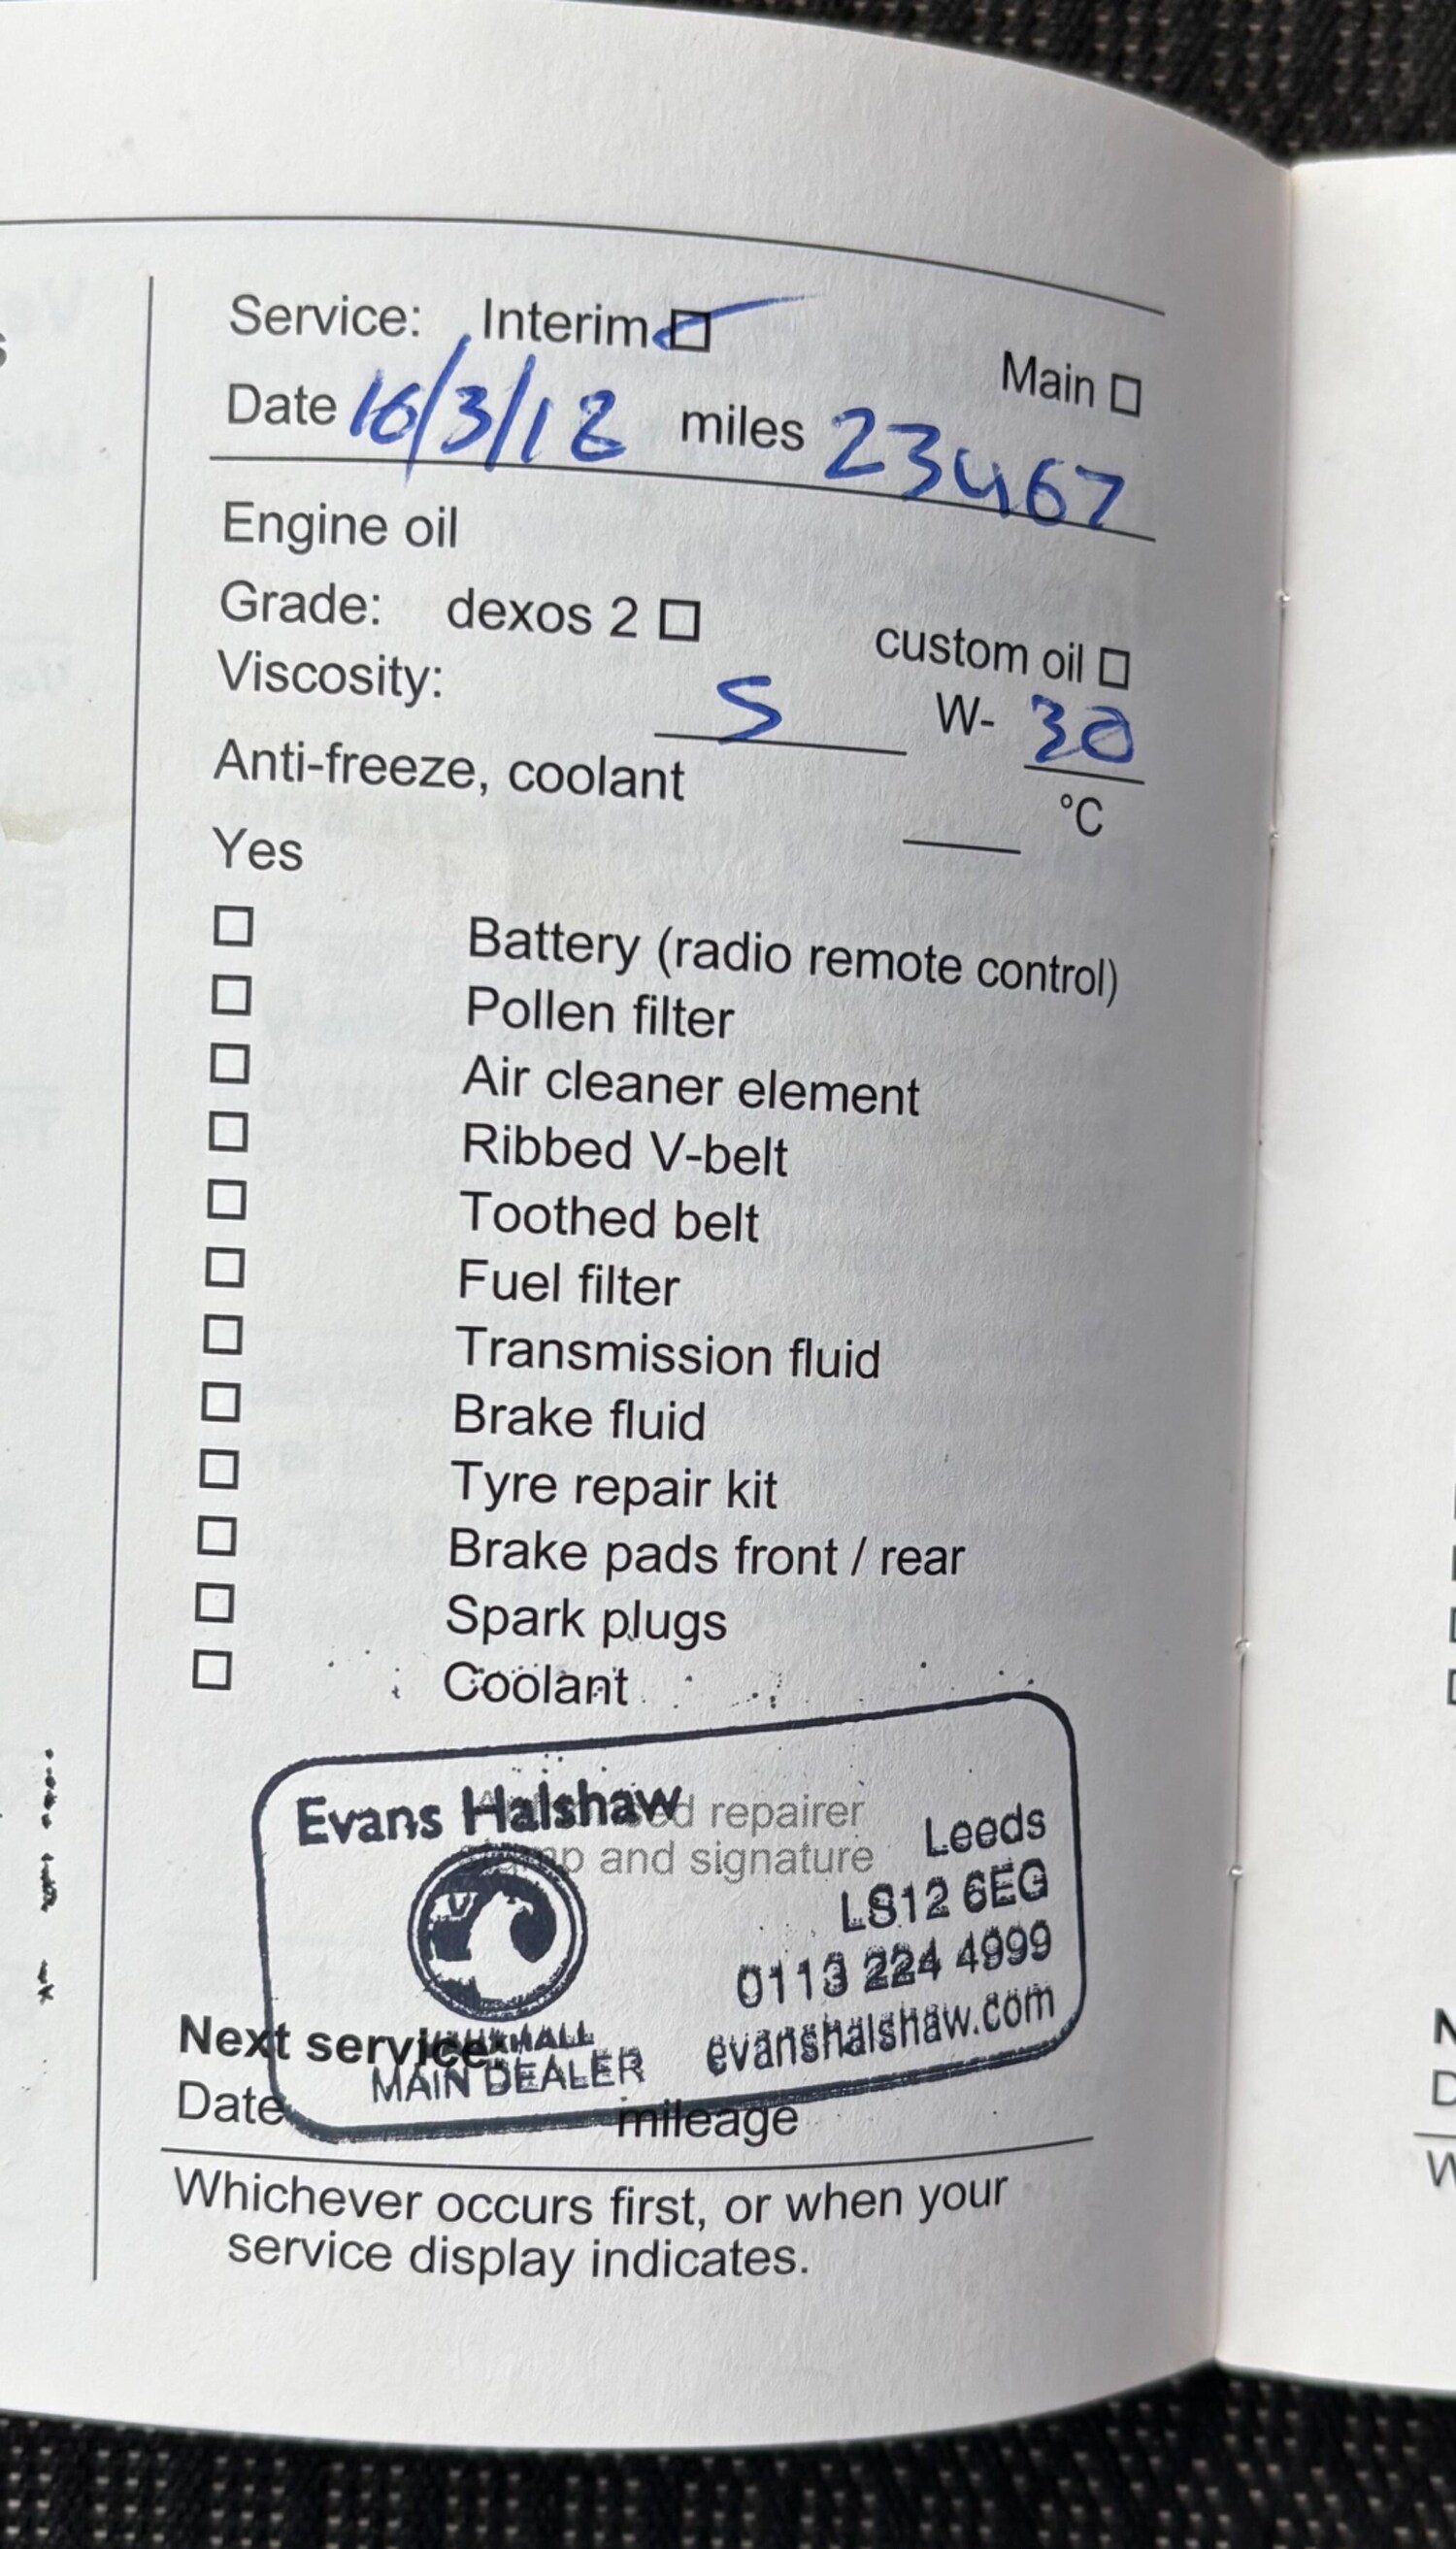 Service: Interim ☐ Main ☐
Date 16/3/18 miles 23467
Engine oil
Grade: dexos 2 ☐ custom oil ☐
Viscosity: 5 W- 30
Anti-freeze, coolant °C
Yes
☐ Battery (radio remote control)
☐ Pollen filter
☐ Air cleaner element
☐ Ribbed V-belt
☐ Toothed belt
☐ Fuel filter
☐ Transmission fluid
☐ Brake fluid
☐ Tyre repair kit
☐ Brake pads front / rear
☐ Spark plugs
☐ Coolant
Evans Halshaw
repairer
and signature
Leeds
LS12 6EG
0113 224 4999
evanshalshaw.com
VAUXHALL
MAIN DEALER
Next service:
Date mileage
Whichever occurs first, or when your
service display indicates.